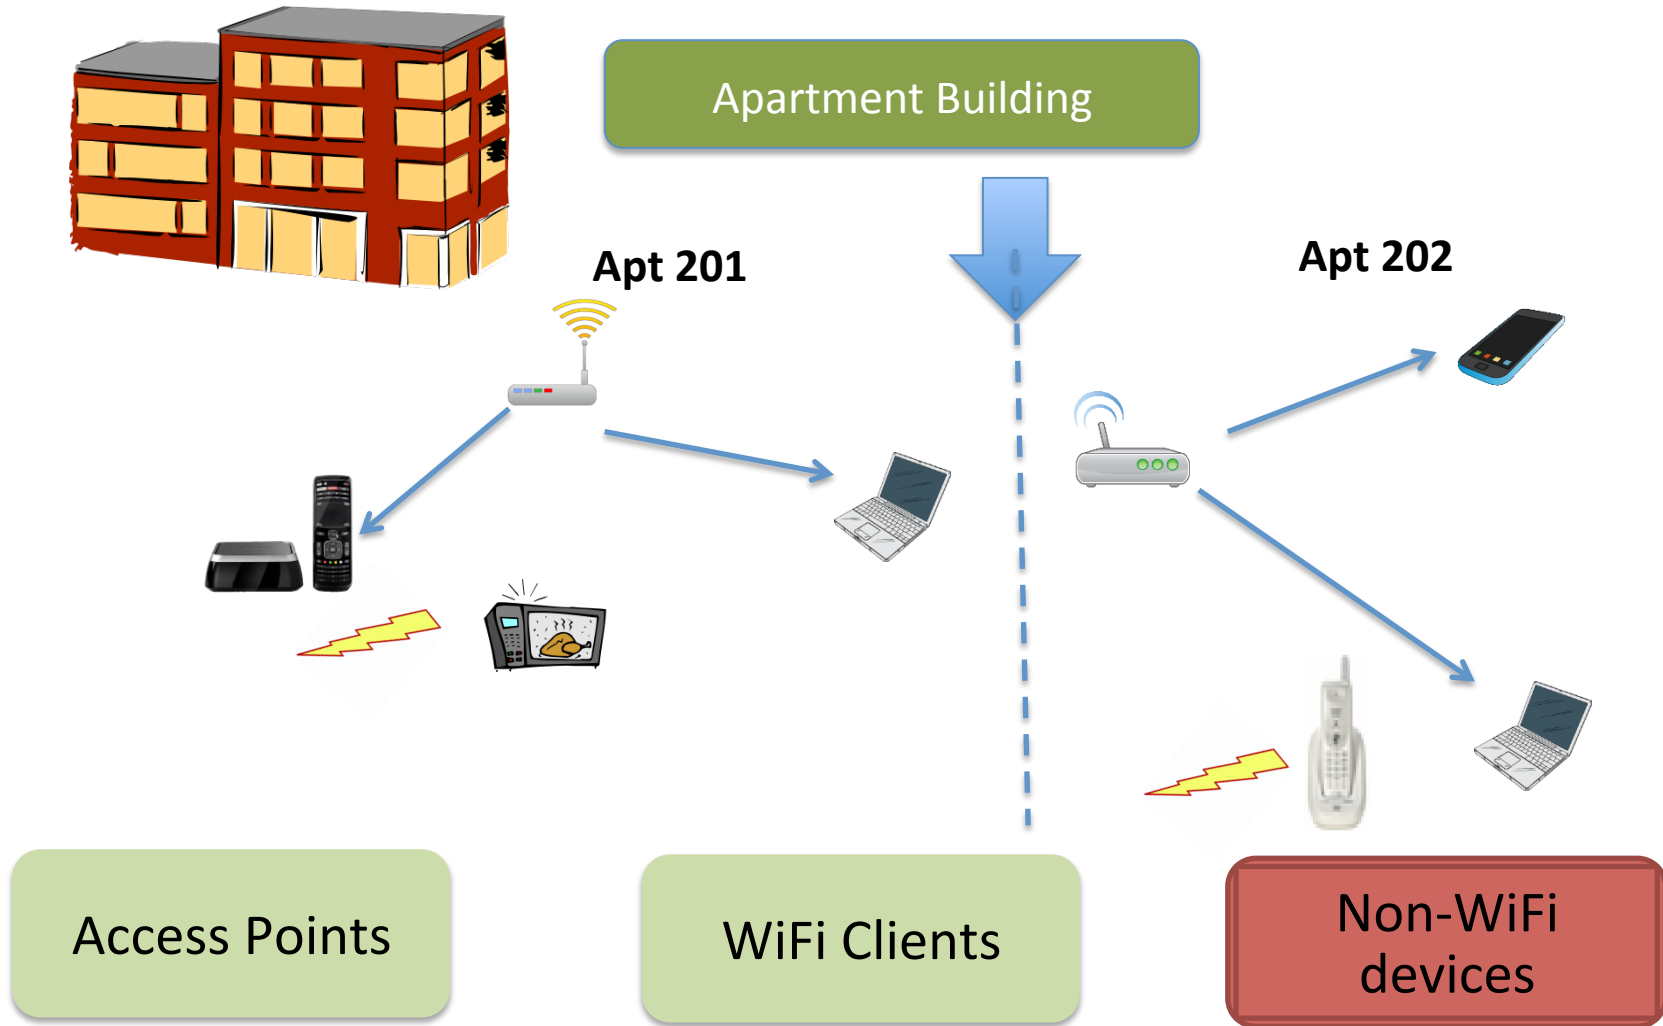 Apartment Building
Apt 201
Apt 202
Access Points
WiFi Clients
Non-WiFi
devices